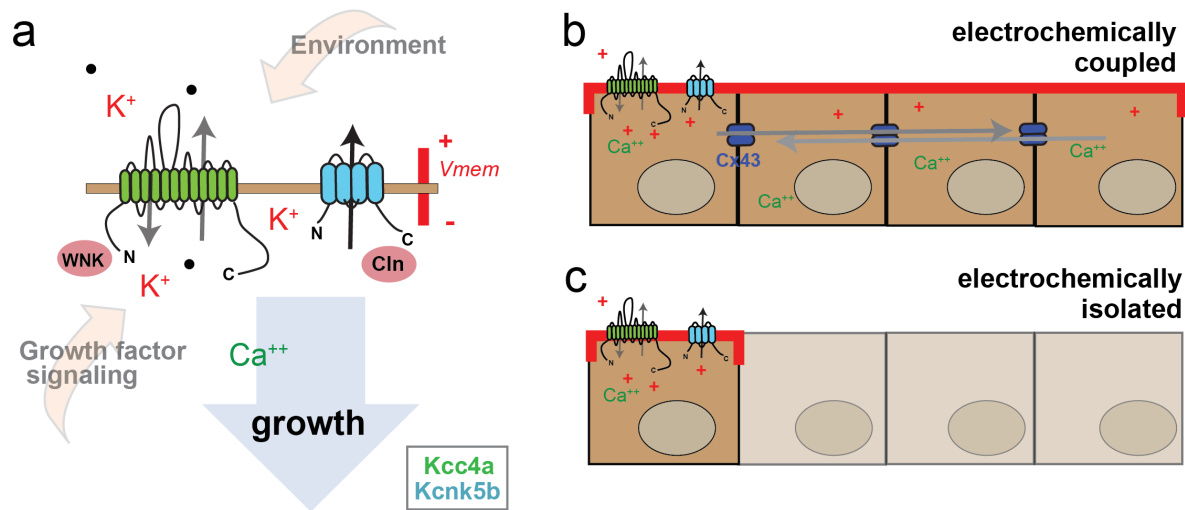 a
Environment
K⁺
+
Vmem
-
K⁺
N
C
WNK
N
C
Cln
K⁺
Growth factor
signaling
Ca⁺⁺
growth
Kcc4a
Kcnk5b
b
electrochemically
coupled
+
N
C
N
C
+
+
+
+
+
+
Ca⁺⁺
Cx43
Ca⁺⁺
Ca⁺⁺
Ca⁺⁺
c
electrochemically
isolated
+
N
C
N
C
+
+
+
Ca⁺⁺